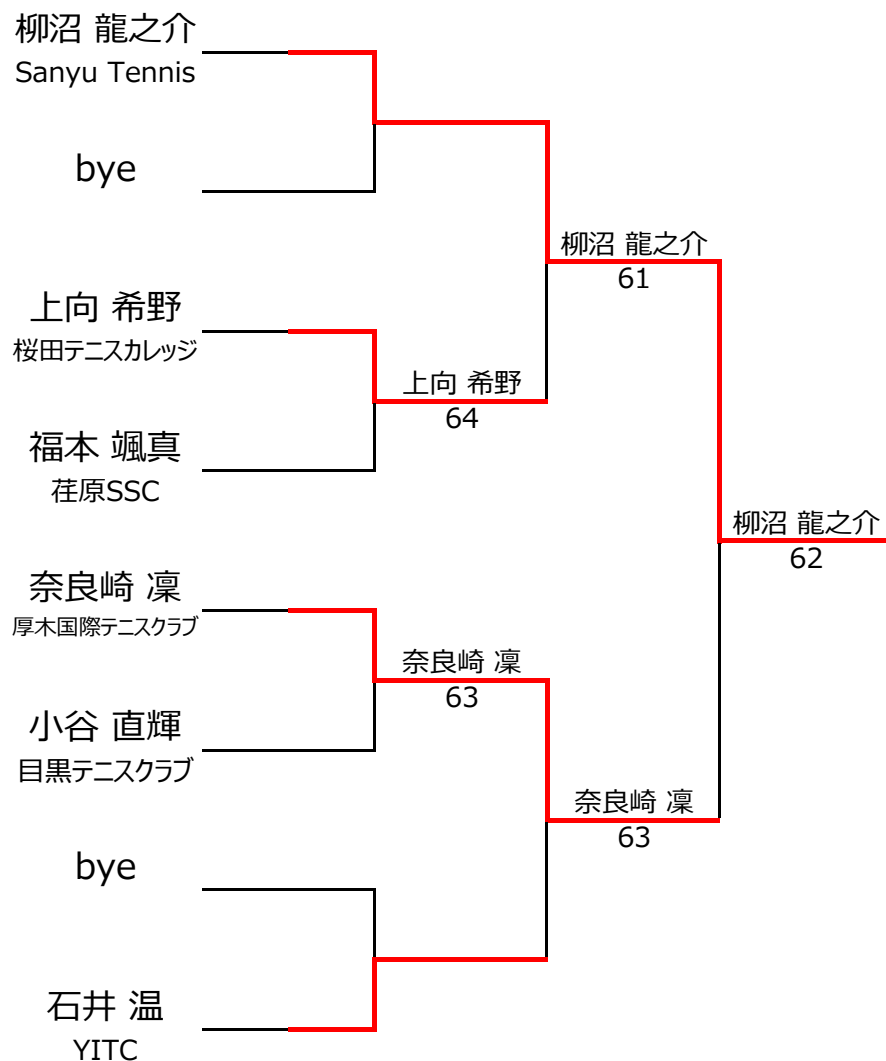 柳沼 龍之介
Sanyu Tennis
bye
上向 希野
桜田テニスカレッジ
福本 颯真
荏原SSC
奈良崎 凜
厚木国際テニスクラブ
小谷 直輝
目黒テニスクラブ
bye
石井 温
YITC
上向 希野
64
奈良崎 凜
63
柳沼 龍之介
61
奈良崎 凜
63
柳沼 龍之介
62